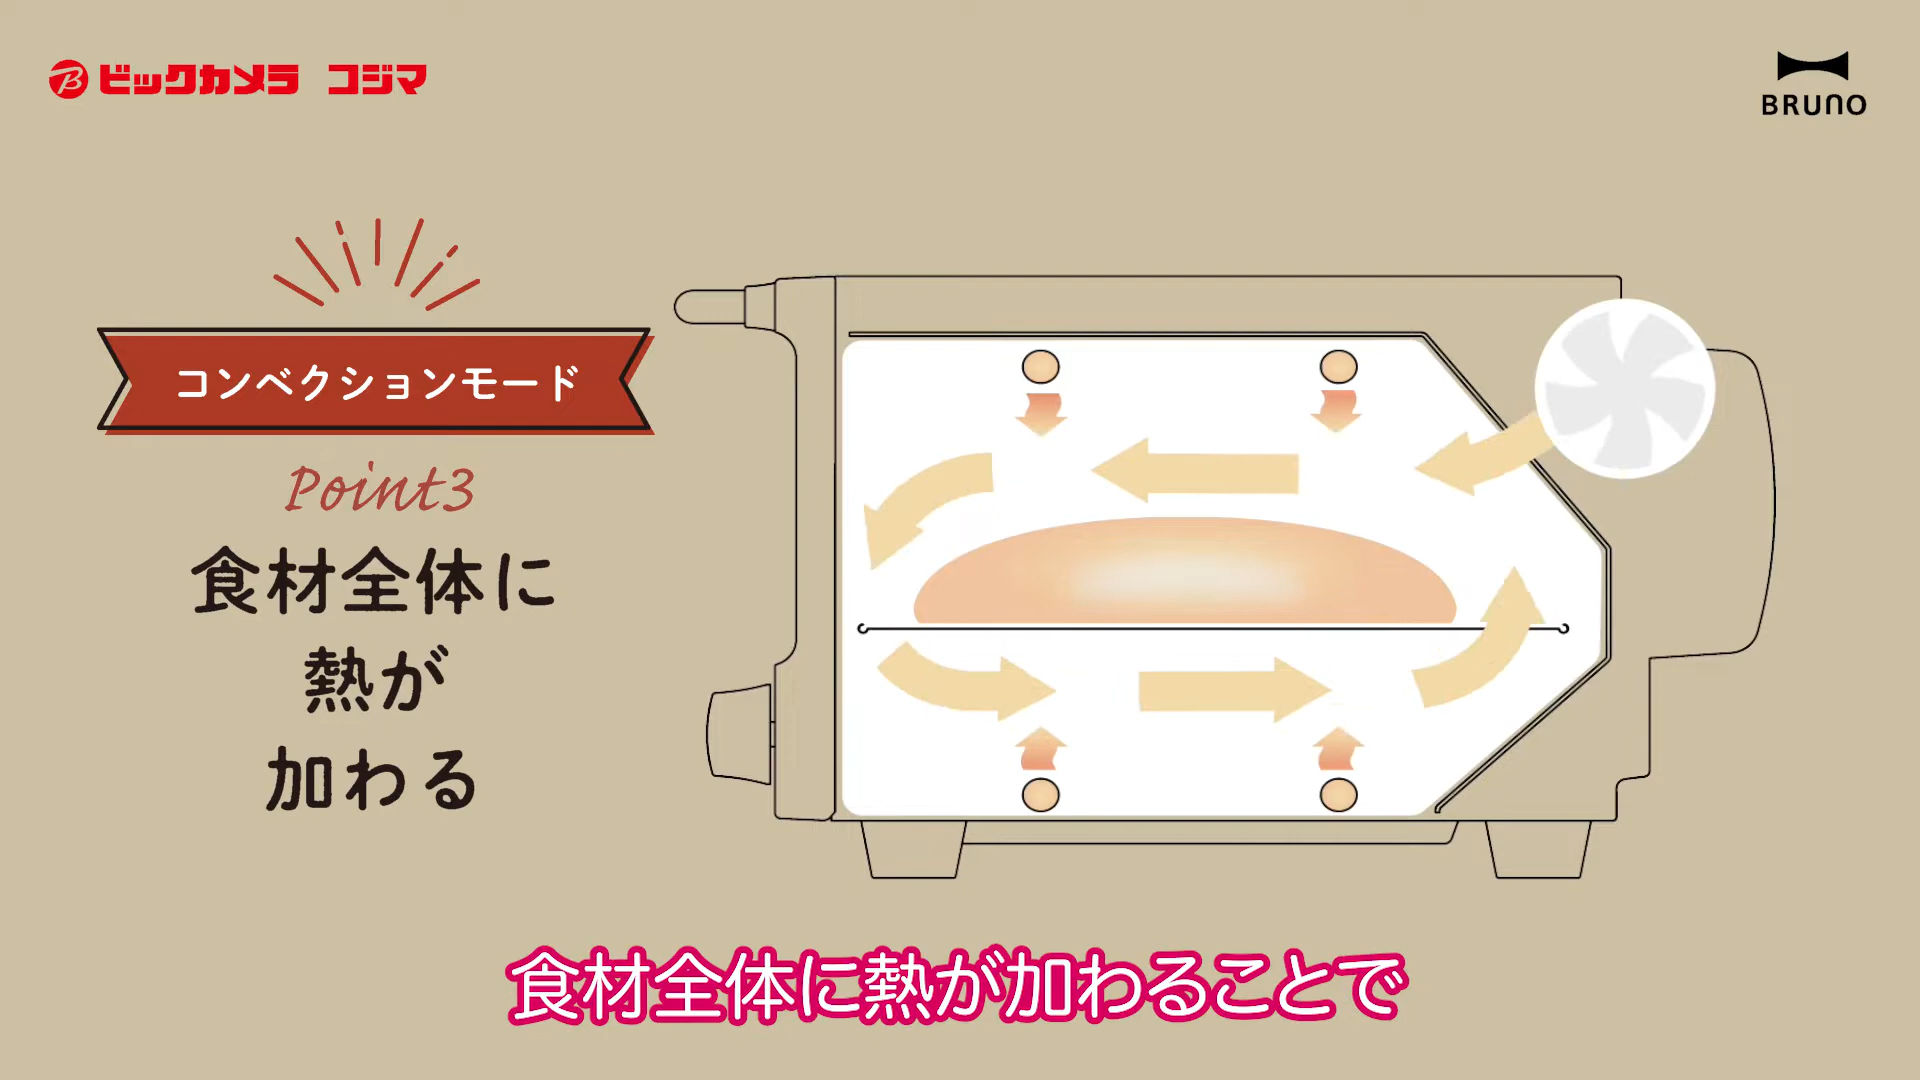 ビックカメラ コジマ
BRUNO
コンベクションモード
Point3
食材全体に
熱が
加わる
食材全体に熱が加わることで